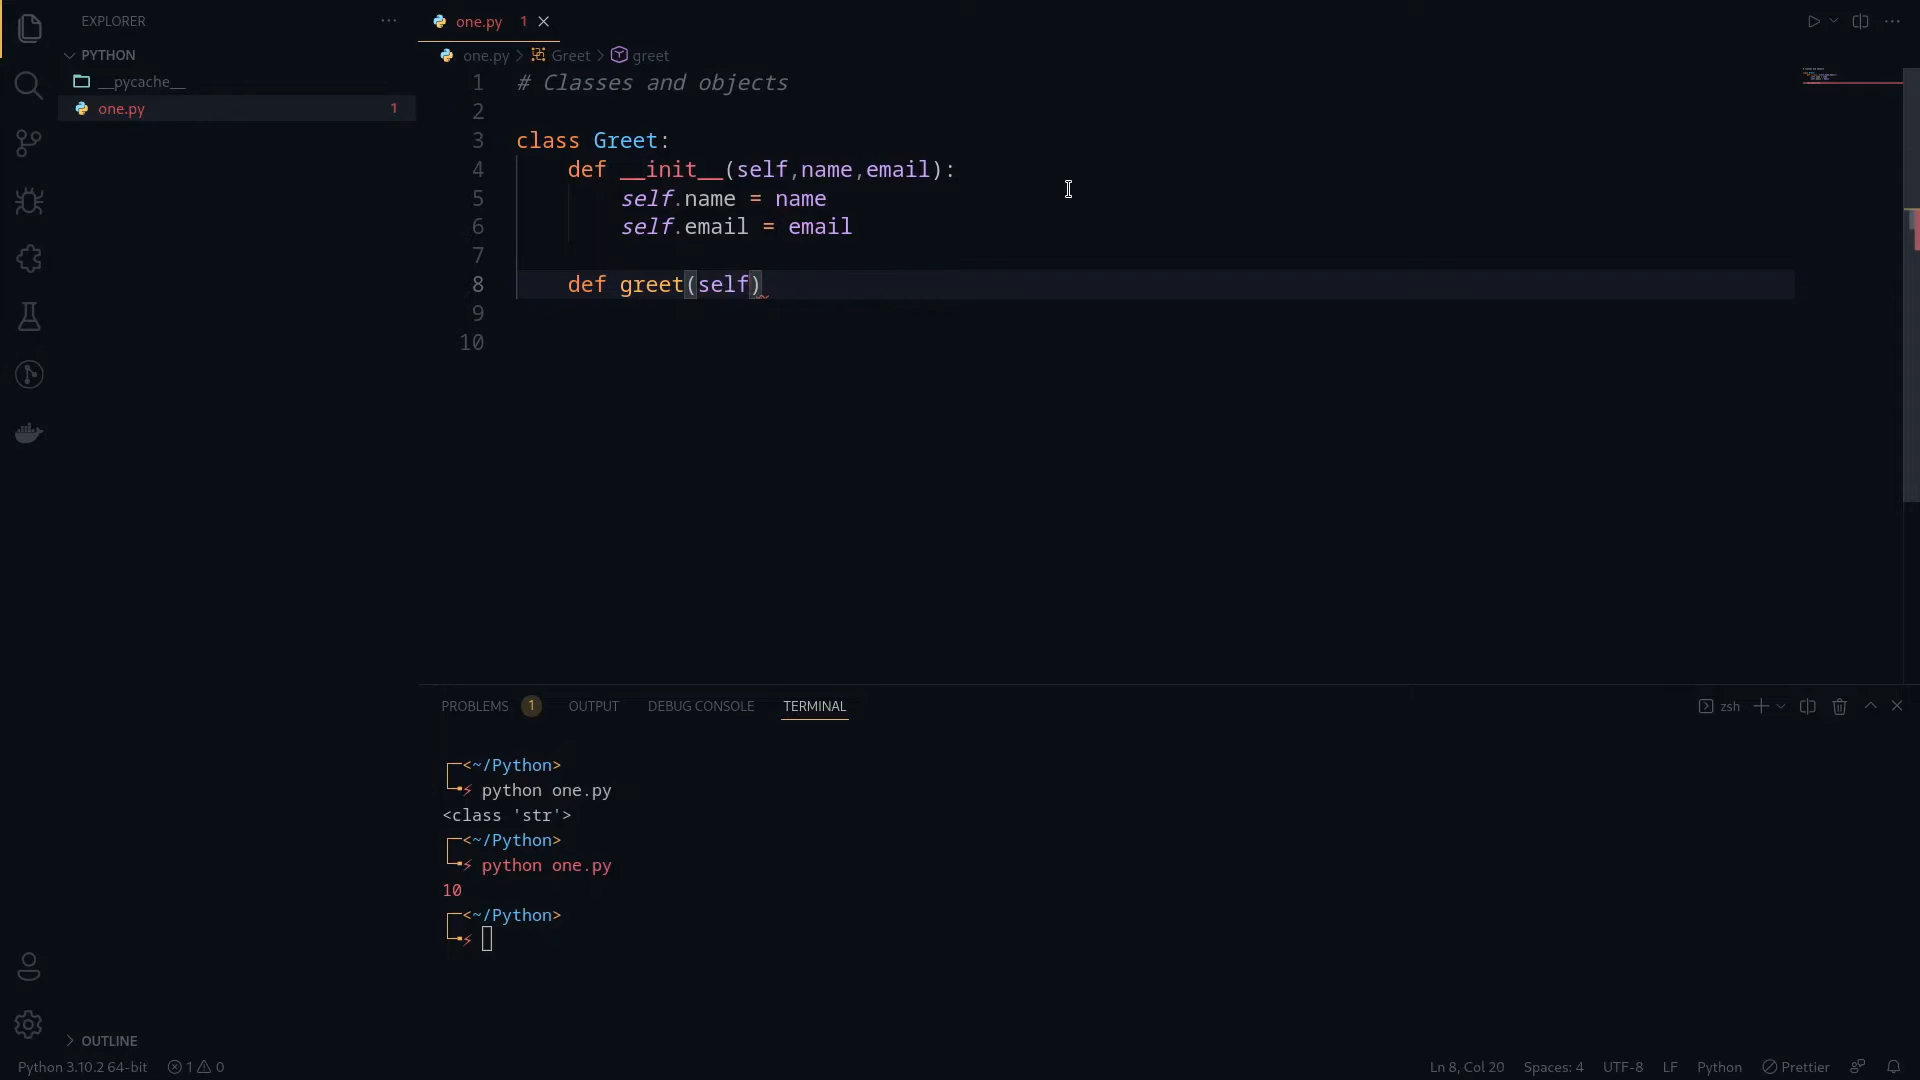 EXPLORER
PYTHON
__pycache__
one.py 1
OUTLINE
one.py 1
one.py > Greet > greet
1 # Classes and objects
2
3 class Greet:
4 def __init__(self,name,email):
5 self.name = name
6 self.email = email
7
8 def greet(self)
9
10
PROBLEMS 1 OUTPUT DEBUG CONSOLE TERMINAL
zsh
<~/Python>
python one.py
<class 'str'>
<~/Python>
python one.py
10
<~/Python>
Python 3.10.2 64-bit 1 0 Ln 8, Col 20 Spaces: 4 UTF-8 LF Python Prettier